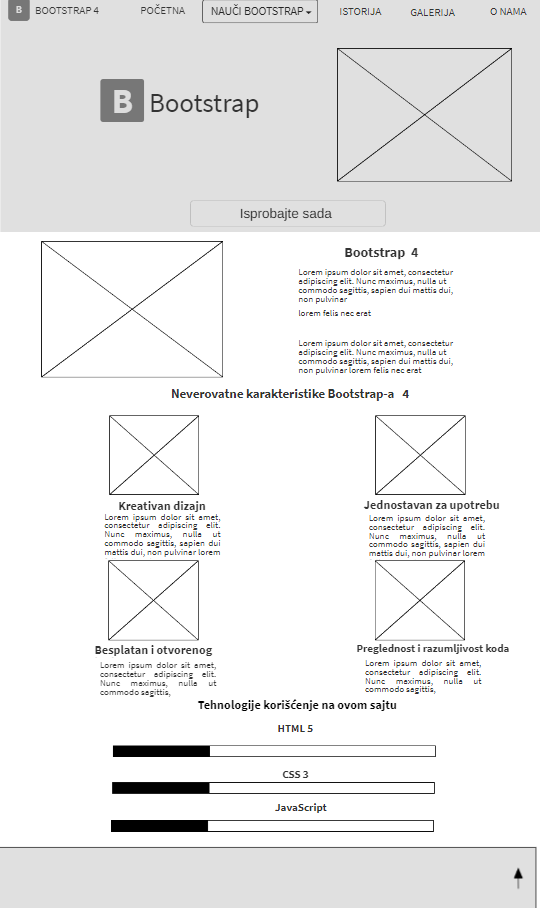 B BOOTSTRAP 4 POČETNA NAUČI BOOTSTRAP ISTORIJA GALERIJA O NAMA
B Bootstrap
Isprobajte sada
Bootstrap 4
Lorem ipsum dolor sit amet, consectetur
adipiscing elit. Nunc maximus, nulla ut
commodo sagittis, sapien dui mattis dui,
non pulvinar
lorem felis nec erat
Lorem ipsum dolor sit amet, consectetur
adipiscing elit. Nunc maximus, nulla ut
commodo sagittis, sapien dui mattis dui,
non pulvinar lorem felis nec erat
Neverovatne karakteristike Bootstrap-a 4
Kreativan dizajn
Lorem ipsum dolor sit amet,
consectetur adipiscing elit.
Nunc maximus, nulla ut
commodo sagittis, sapien dui
mattis dui, non pulvinar lorem
Jednostavan za upotrebu
Lorem ipsum dolor sit amet,
consectetur adipiscing elit.
Nunc maximus, nulla ut
commodo sagittis, sapien dui
mattis dui, non pulvinar lorem
Besplatan i otvorenog
Lorem ipsum dolor sit amet,
consectetur adipiscing elit.
Nunc maximus, nulla ut
commodo sagittis,
Preglednost i razumljivost koda
Lorem ipsum dolor sit amet,
consectetur adipiscing elit.
Nunc maximus, nulla ut
commodo sagittis,
Tehnologije korišćenje na ovom sajtu
HTML 5
CSS 3
JavaScript